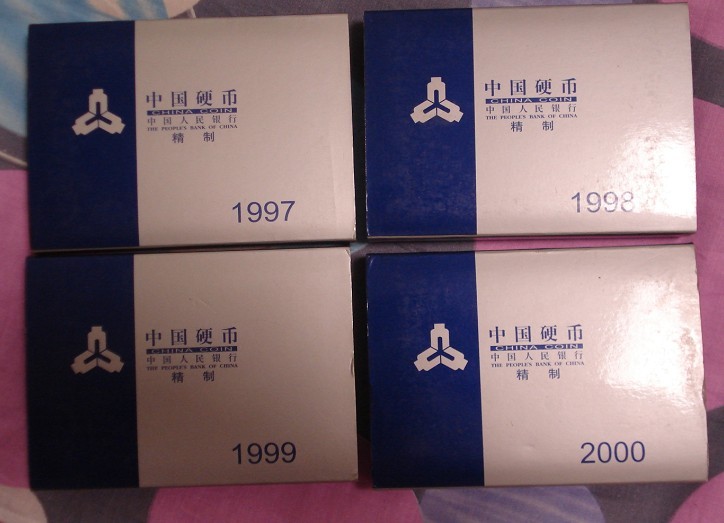 中国硬币
CHINA COIN
中国人民银行
THE PEOPLE'S BANK OF CHINA
精 制
1997
中国硬币
CHINA COIN
中国人民银行
THE PEOPLE'S BANK OF CHINA
精 制
1998
中国硬币
CHINA COIN
中国人民银行
THE PEOPLE'S BANK OF CHINA
精 制
1999
中国硬币
CHINA COIN
中国人民银行
THE PEOPLE'S BANK OF CHINA
精 制
2000